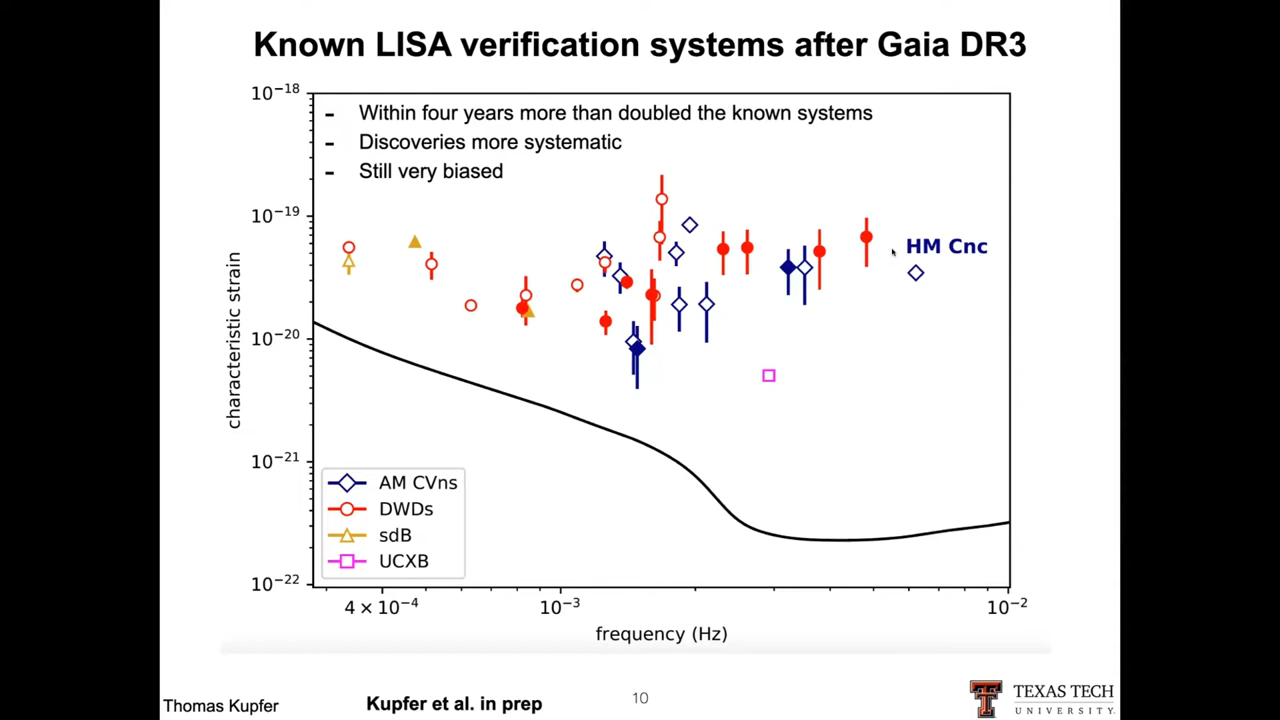 Known LISA verification systems after Gaia DR3
- Within four years more than doubled the known systems
- Discoveries more systematic
- Still very biased
10⁻¹⁸
10⁻¹⁹
10⁻²⁰
10⁻²¹
10⁻²²
characteristic strain
HM Cnc
AM CVns
DWDs
sdB
UCXB
4 × 10⁻⁴
10⁻³
10⁻²
frequency (Hz)
Thomas Kupfer
Kupfer et al. in prep
10
TEXAS TECH
UNIVERSITY.